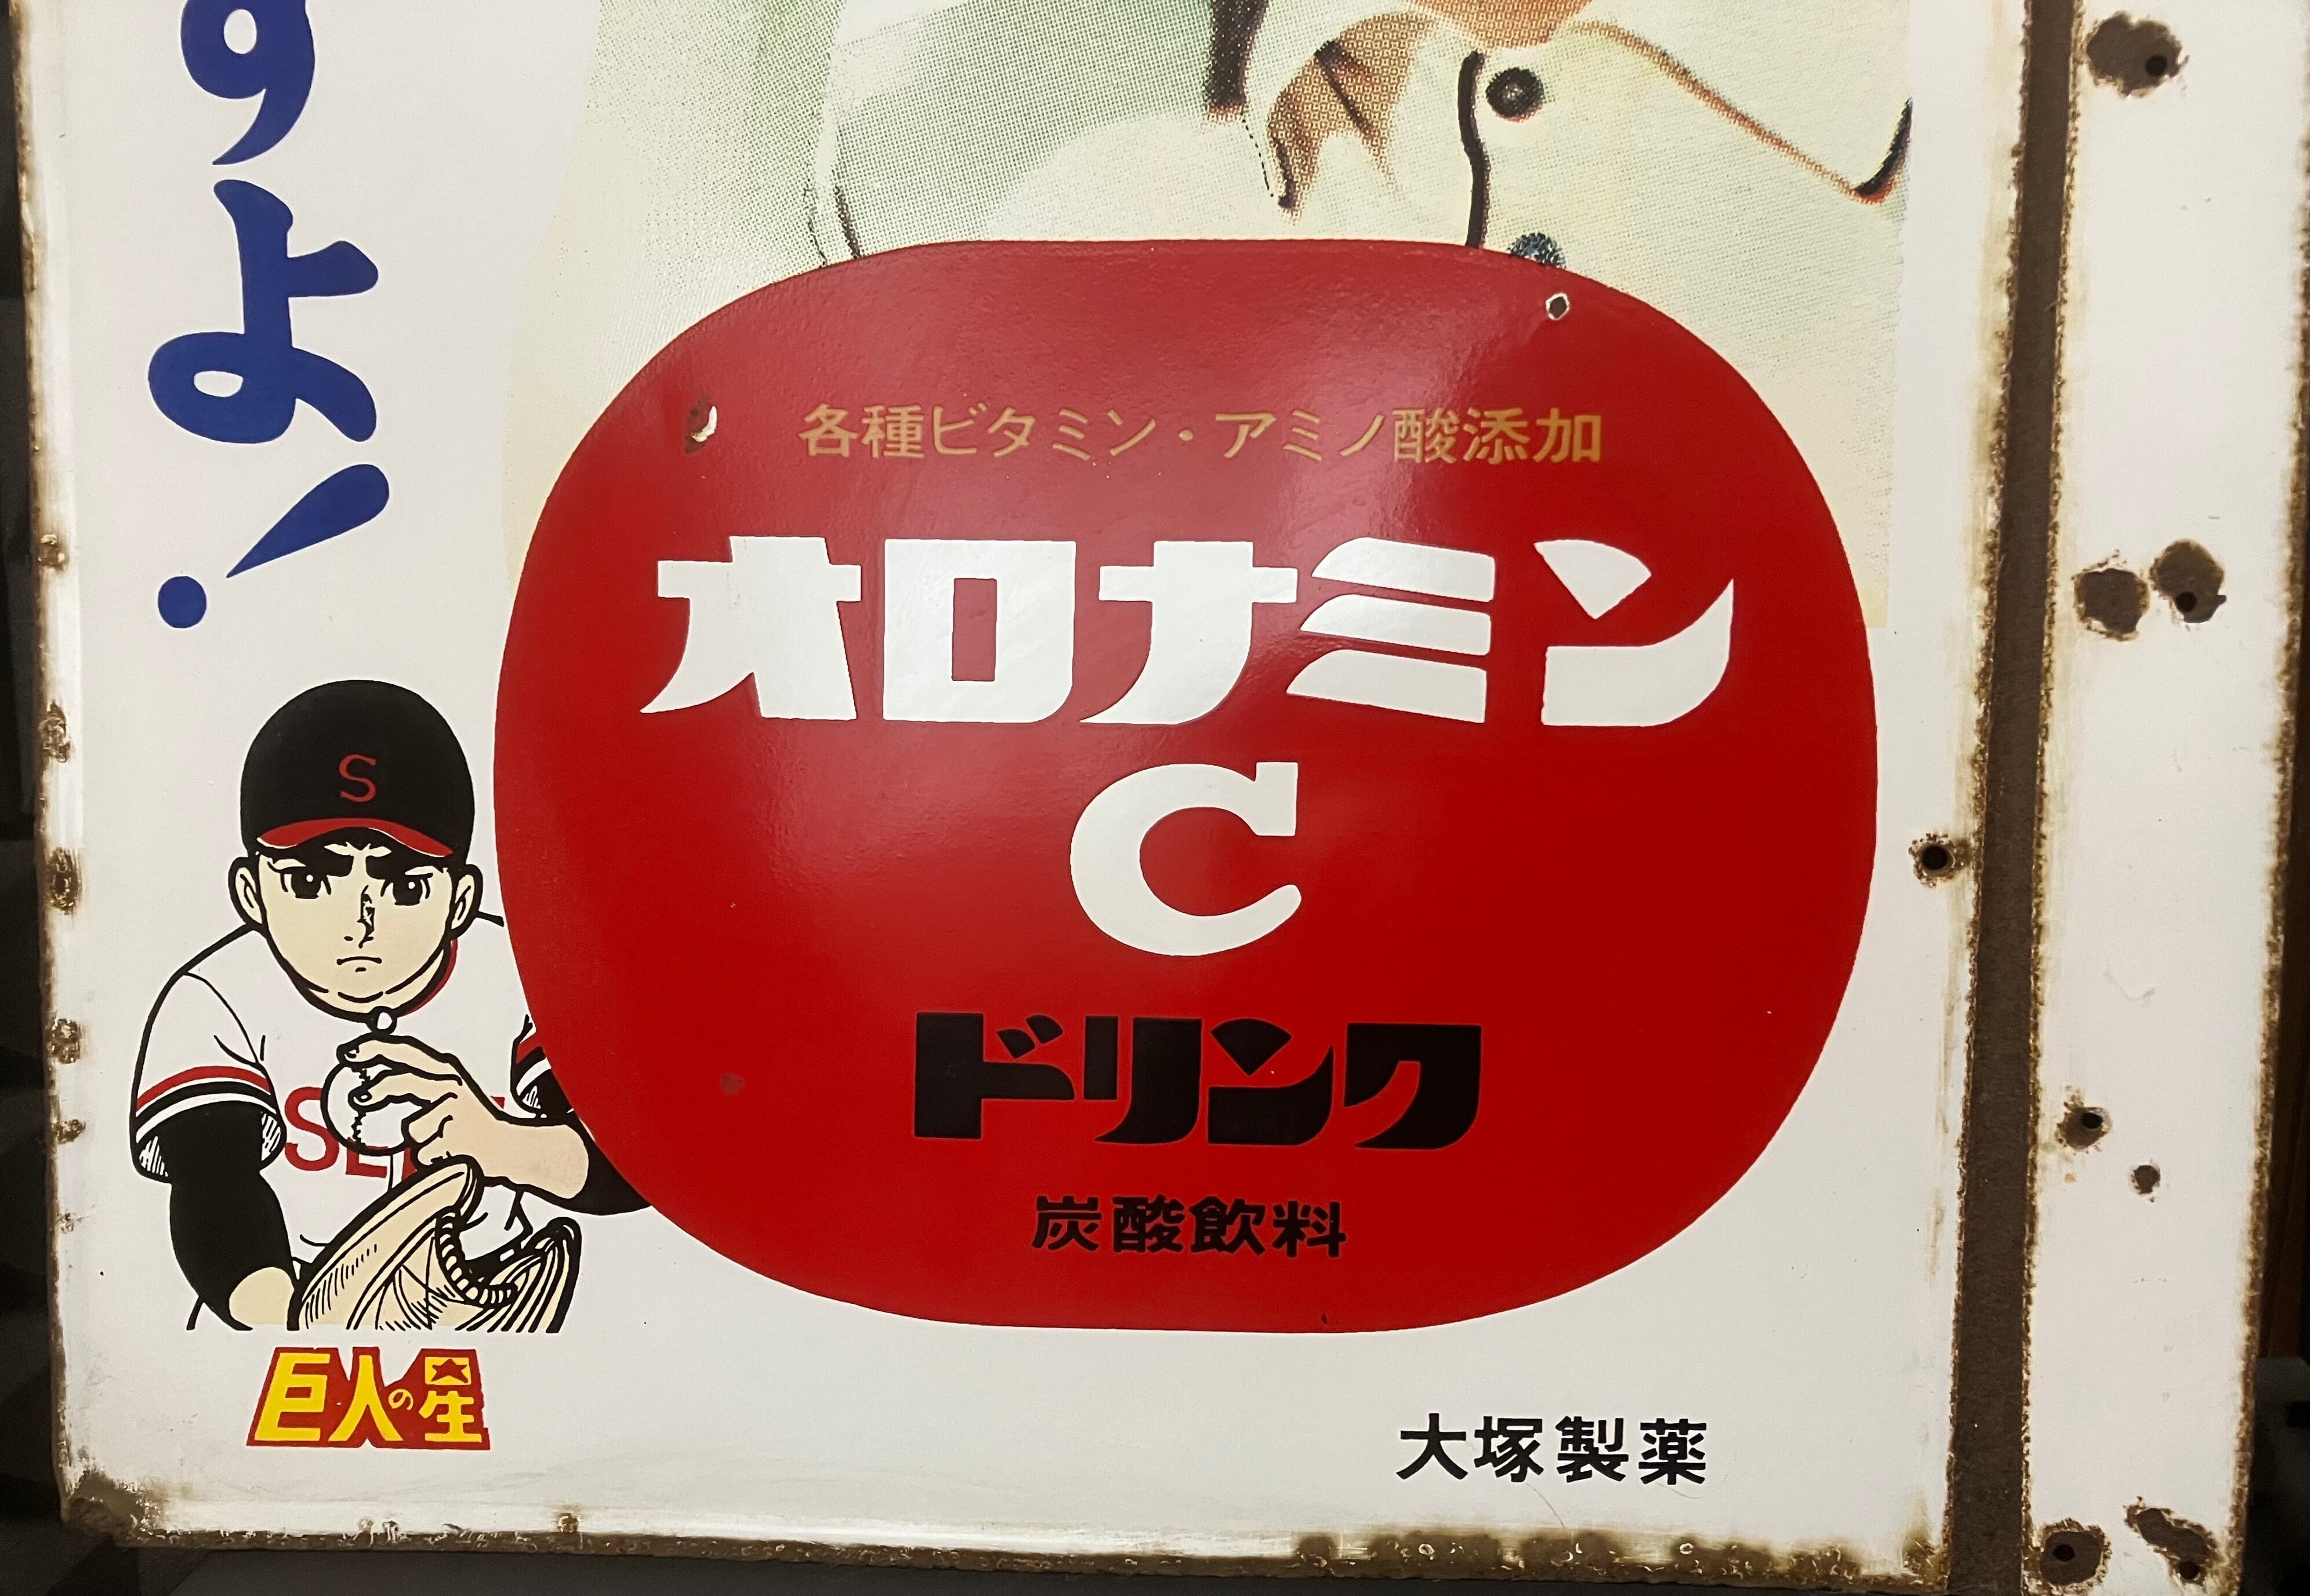 すよ!
各種ビタミン・アミノ酸添加
オロナミン
C
ドリンク
炭酸飲料
S
SE
巨人の星
大塚製薬